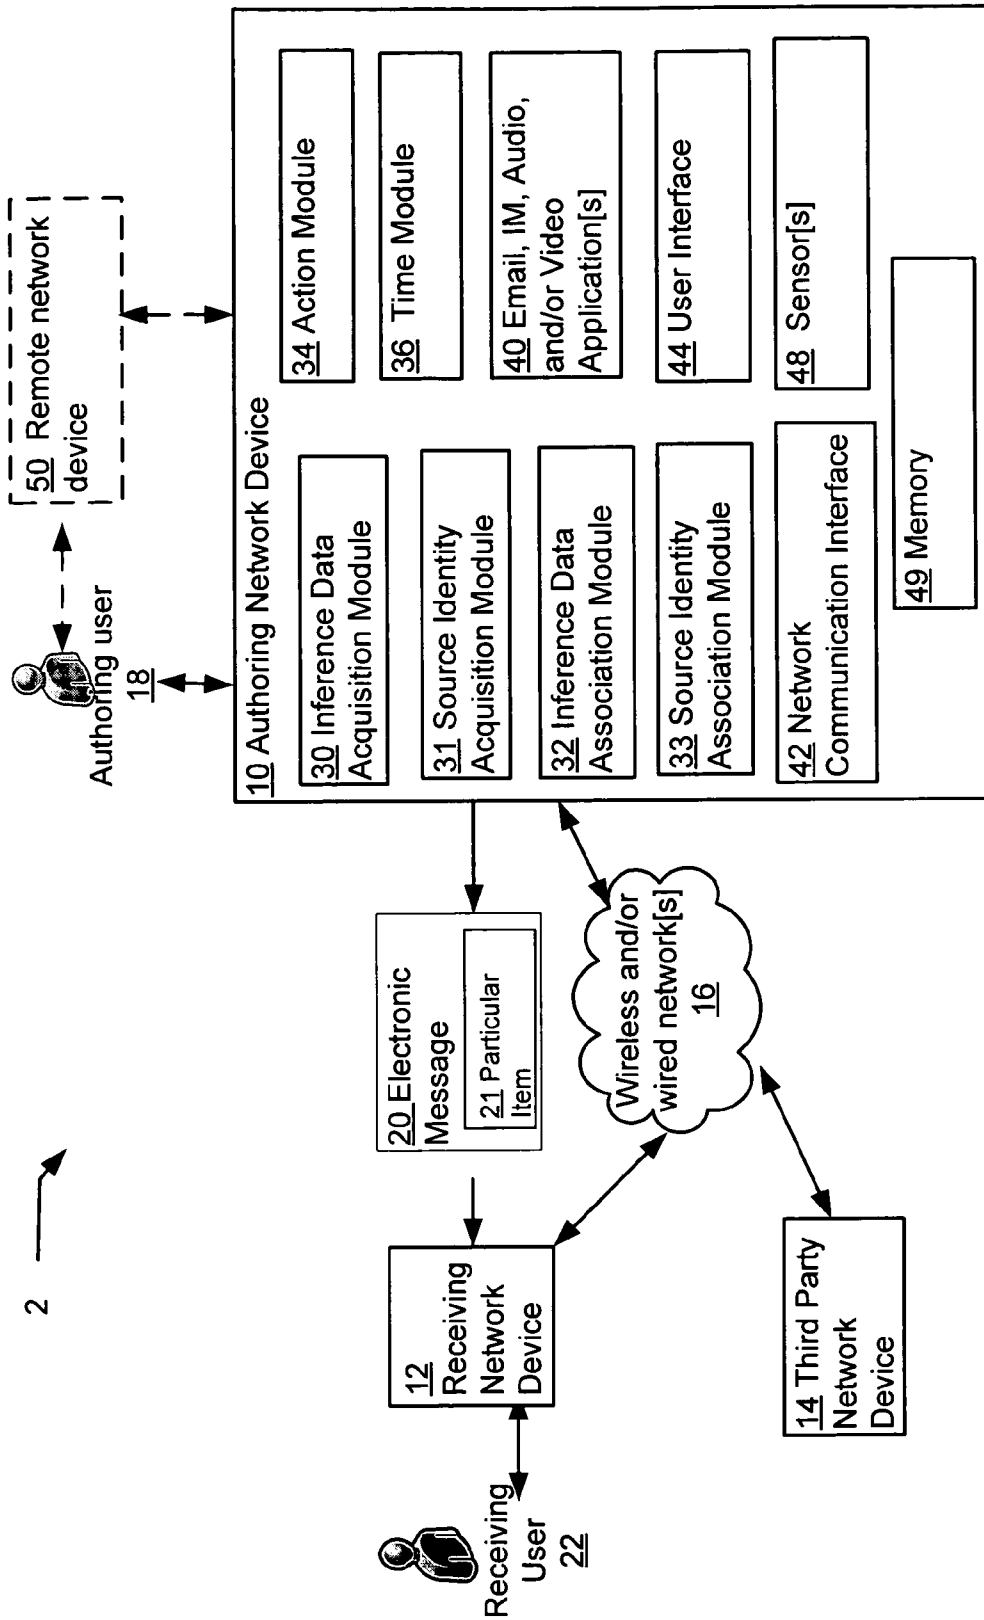 2
Receiving
User
22
12
Receiving
Network
Device
14 Third Party
Network
Device
20 Electronic
Message
21 Particular
Item
Wireless and/or
wired network[s]
16
Authoring user
18
50 Remote network
device
10 Authoring Network Device
30 Inference Data
Acquisition Module
31 Source Identity
Acquisition Module
32 Inference Data
Association Module
33 Source Identity
Association Module
42 Network
Communication Interface
34 Action Module
36 Time Module
40 Email, IM, Audio,
and/or Video
Application[s]
44 User Interface
48 Sensor[s]
49 Memory